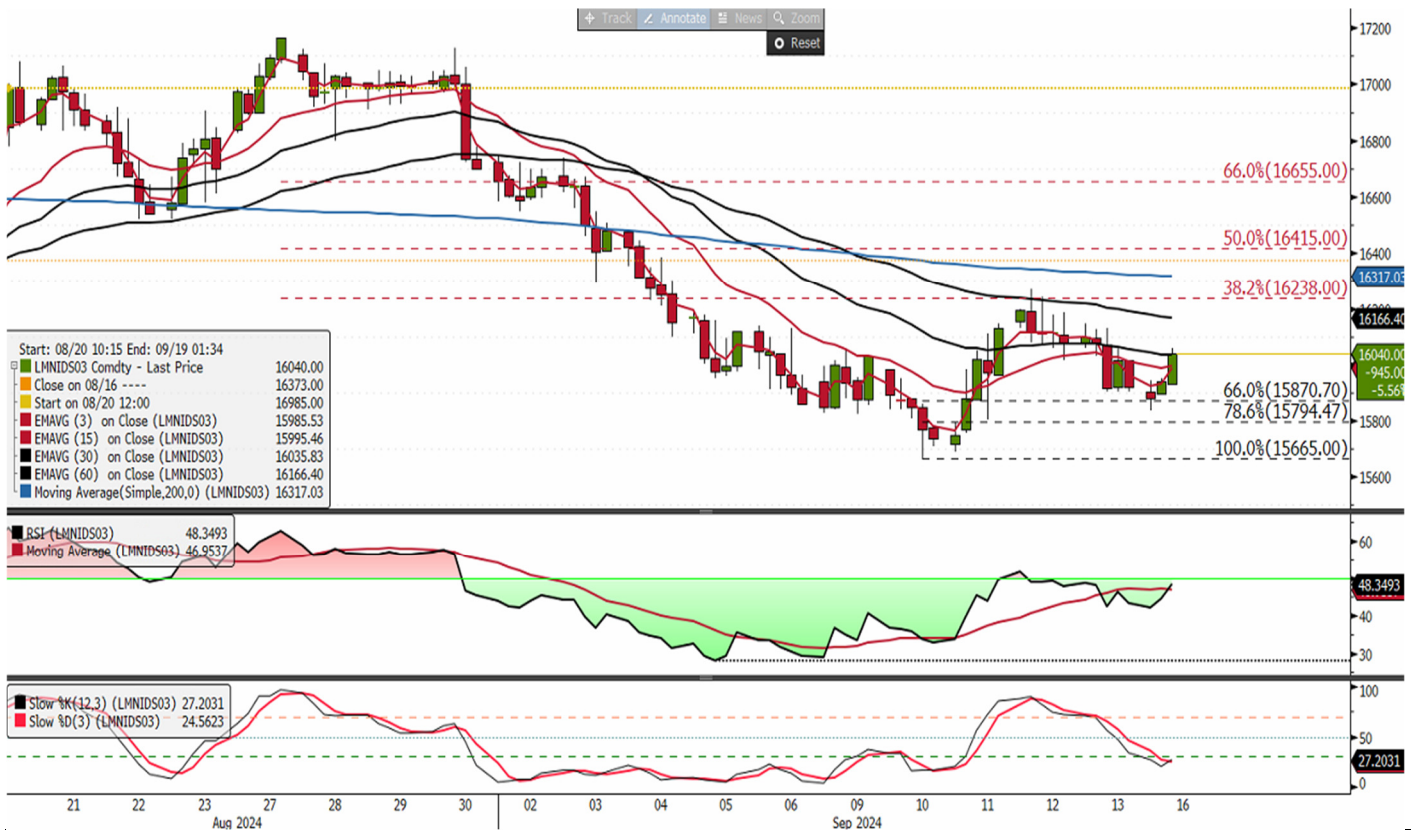 Track Annotate News Zoom
Reset
17200
17000
16800
66.0%(16655.00)
16600
50.0%(16415.00)
16400
16317.03
38.2%(16238.00)
16166.40
16040.00
-945.00
-5.56%
66.0%(15870.70)
78.6%(15794.47)
15800
100.0%(15665.00)
15600
Start: 08/20 10:15 End: 09/19 01:34
LMNIDS03 Comdty - Last Price 16040.00
Close on 08/16 ---- 16373.00
Start on 08/20 12:00 16985.00
EMAVG (3) on Close (LMNIDS03) 15985.53
EMAVG (15) on Close (LMNIDS03) 15995.46
EMAVG (30) on Close (LMNIDS03) 16035.83
EMAVG (60) on Close (LMNIDS03) 16166.40
Moving Average(Simple,200,0) (LMNIDS03) 16317.03
RSI (LMNIDS03) 48.3493
Moving Average (LMNIDS03) 46.9537
60
48.3493
40
30
Slow %K(12,3) (LMNIDS03) 27.2031
Slow %D(3) (LMNIDS03) 24.5623
100
50
27.2031
0
21 22 23 27 28 29 30 02 03 04 05 06 09 10 11 12 13 16
Aug 2024 Sep 2024